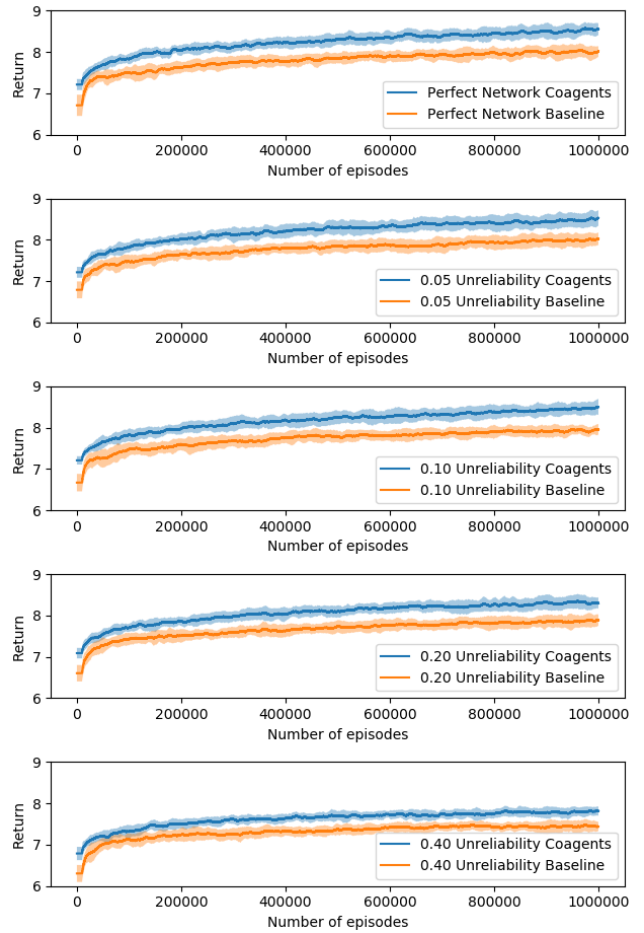 9
8
7
6
Return
Perfect Network Coagents
Perfect Network Baseline
0 200000 400000 600000 800000 1000000
Number of episodes
9
8
7
6
Return
0.05 Unreliability Coagents
0.05 Unreliability Baseline
0 200000 400000 600000 800000 1000000
Number of episodes
9
8
7
6
Return
0.10 Unreliability Coagents
0.10 Unreliability Baseline
0 200000 400000 600000 800000 1000000
Number of episodes
9
8
7
6
Return
0.20 Unreliability Coagents
0.20 Unreliability Baseline
0 200000 400000 600000 800000 1000000
Number of episodes
9
8
7
6
Return
0.40 Unreliability Coagents
0.40 Unreliability Baseline
0 200000 400000 600000 800000 1000000
Number of episodes